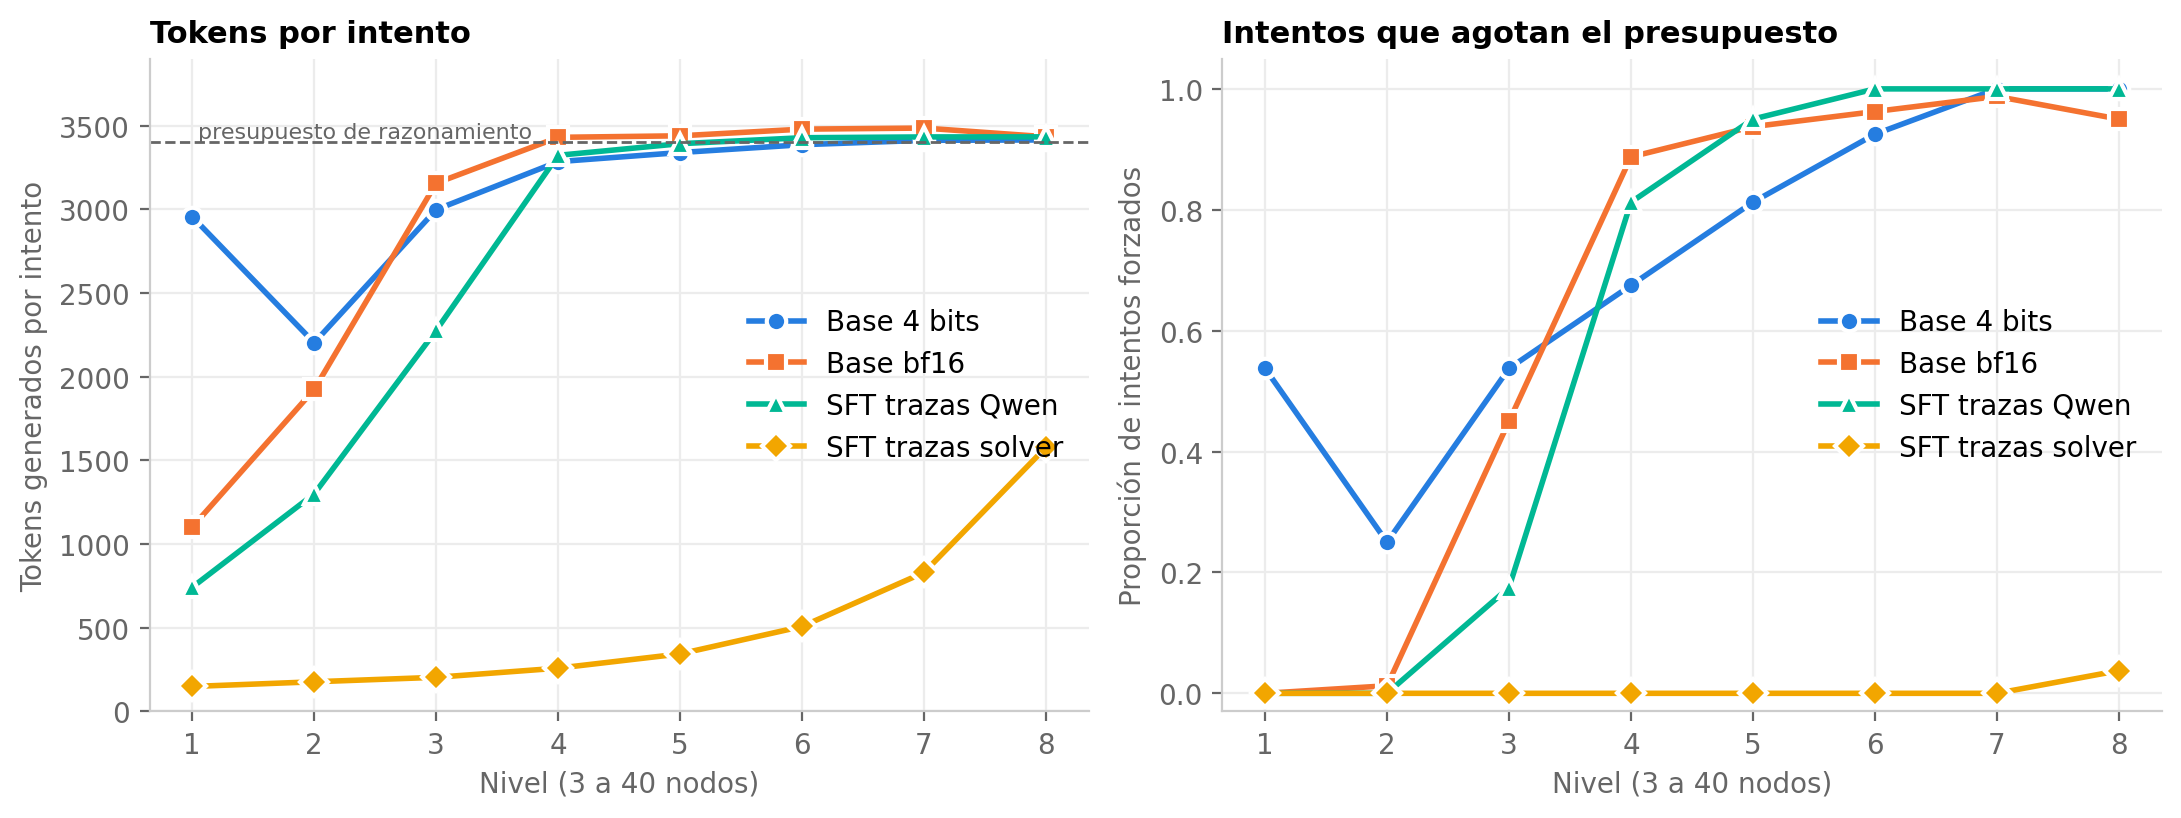 Tokens por intento
Tokens generados por intento
3500
3000
2500
2000
1500
1000
500
0
presupuesto de razonamiento
Base 4 bits
Base bf16
SFT trazas Qwen
SFT trazas solver
1 2 3 4 5 6 7 8
Nivel (3 a 40 nodos)
Intentos que agotan el presupuesto
Proporción de intentos forzados
1.0
0.8
0.6
0.4
0.2
0.0
Base 4 bits
Base bf16
SFT trazas Qwen
SFT trazas solver
1 2 3 4 5 6 7 8
Nivel (3 a 40 nodos)